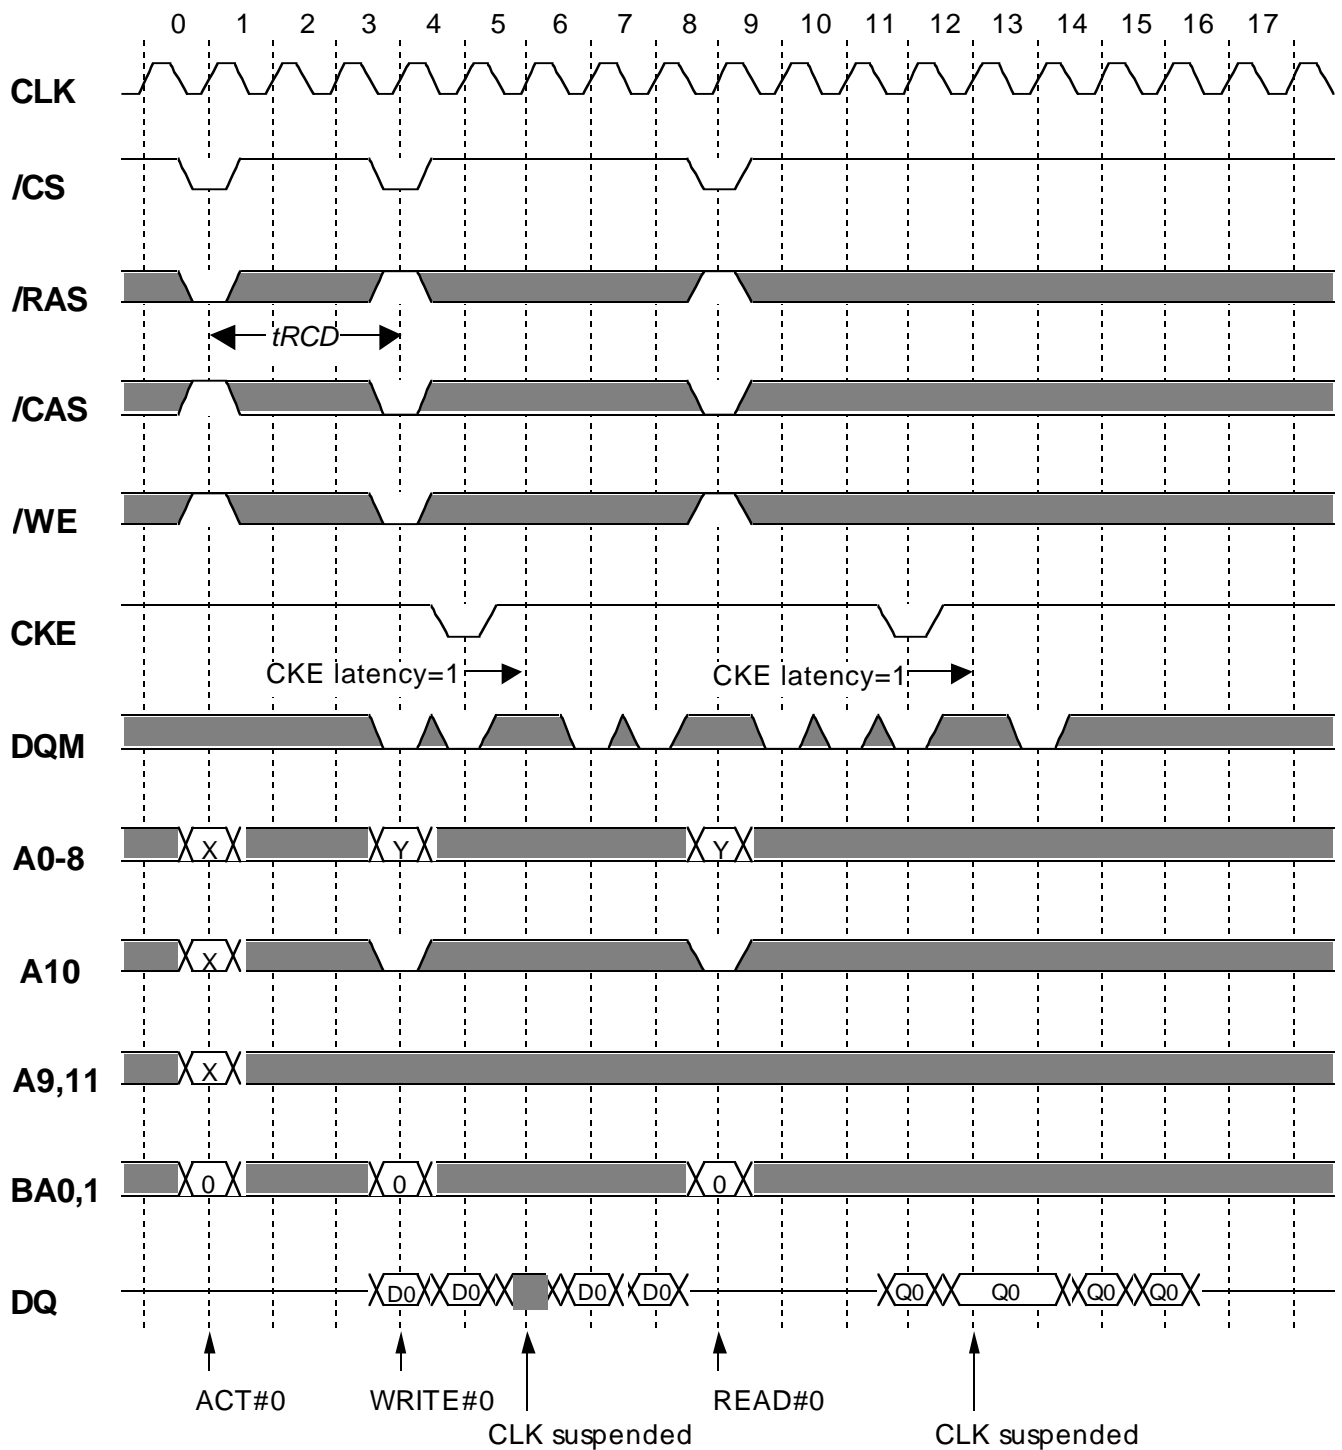 0 1 2 3 4 5 6 7 8 9 10 11 12 13 14 15 16 17
CLK
/CS
/RAS
tRCD
/CAS
/WE
CKE
CKE latency=1 CKE latency=1
DQM
A0-8 X Y Y
A10 X
A9,11 X
BA0,1 0 0 0
DQ D0 D0 D0 D0 Q0 Q0 Q0 Q0
ACT#0 WRITE#0 READ#0
CLK suspended CLK suspended